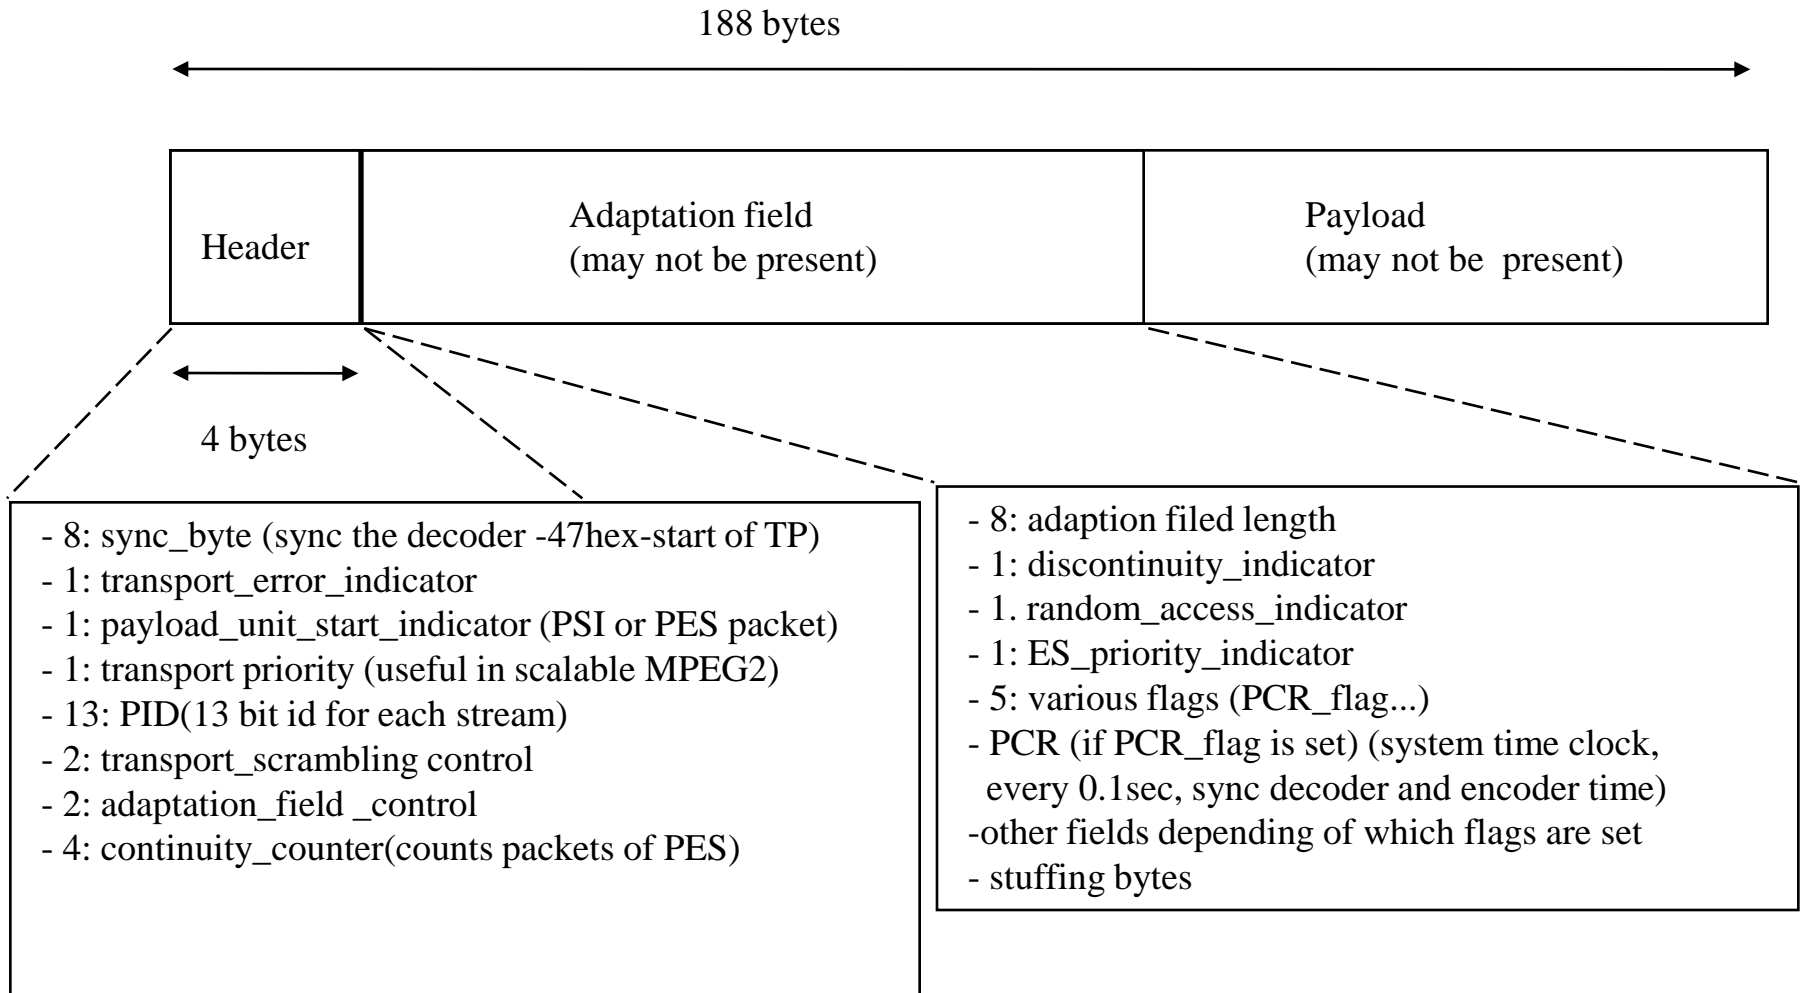 188 bytes
Header
Adaptation field
(may not be present)
Payload
(may not be  present)
4 bytes
- 8: sync_byte (sync the decoder -47hex-start of TP)
- 1: transport_error_indicator
- 1: payload_unit_start_indicator (PSI or PES packet)
- 1: transport priority (useful in scalable MPEG2)
- 13: PID(13 bit id for each stream)
- 2: transport_scrambling control
- 2: adaptation_field _control
- 4: continuity_counter(counts packets of PES)
- 8: adaption filed length
- 1: discontinuity_indicator
- 1. random_access_indicator
- 1: ES_priority_indicator
- 5: various flags (PCR_flag...)
- PCR (if PCR_flag is set) (system time clock,
every 0.1sec, sync decoder and encoder time)
-other fields depending of which flags are set
- stuffing bytes